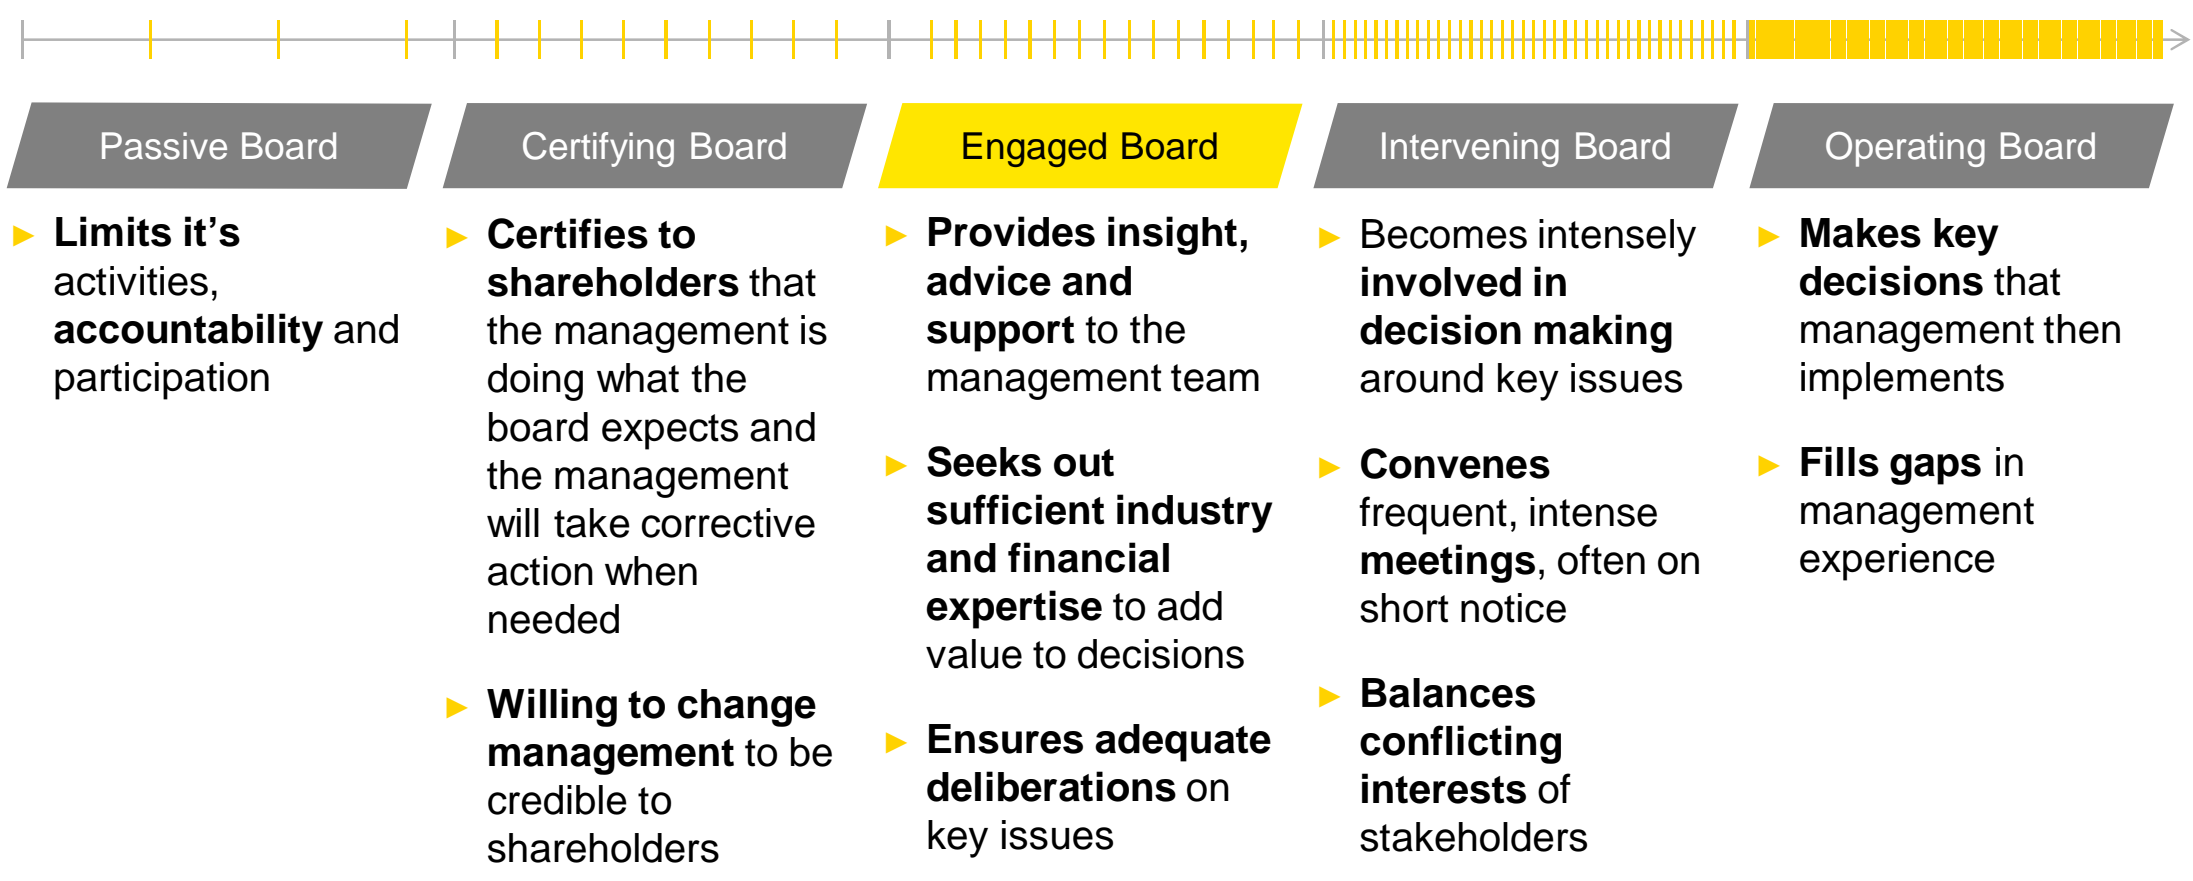 Passive Board
Certifying Board
Engaged Board
Intervening Board
Operating Board
► Limits it’s
activities,
accountability and
participation
► Certifies to
shareholders that
the management is
doing what the
board expects and
the management
will take corrective
action when
needed
► Willing to change
management to be
credible to
shareholders
► Provides insight,
advice and
support to the
management team
► Seeks out
sufficient industry
and financial
expertise to add
value to decisions
► Ensures adequate
deliberations on
key issues
► Becomes intensely
involved in
decision making
around key issues
► Convenes
frequent, intense
meetings, often on
short notice
► Balances
conflicting
interests of
stakeholders
► Makes key
decisions that
management then
implements
► Fills gaps in
management
experience